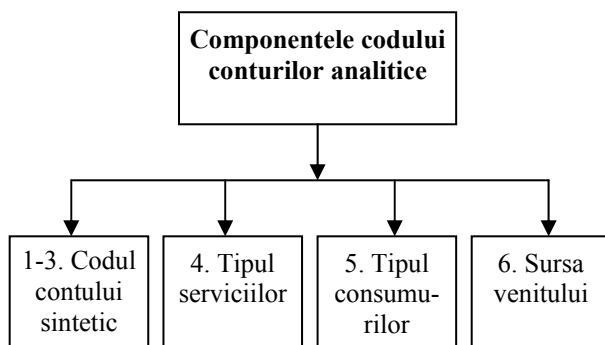 Componentele codului
conturilor analitice
1-3. Codul
contului
sintetic
4. Tipul
serviciilor
5. Tipul
consumu-
rilor
6. Sursa
venitului